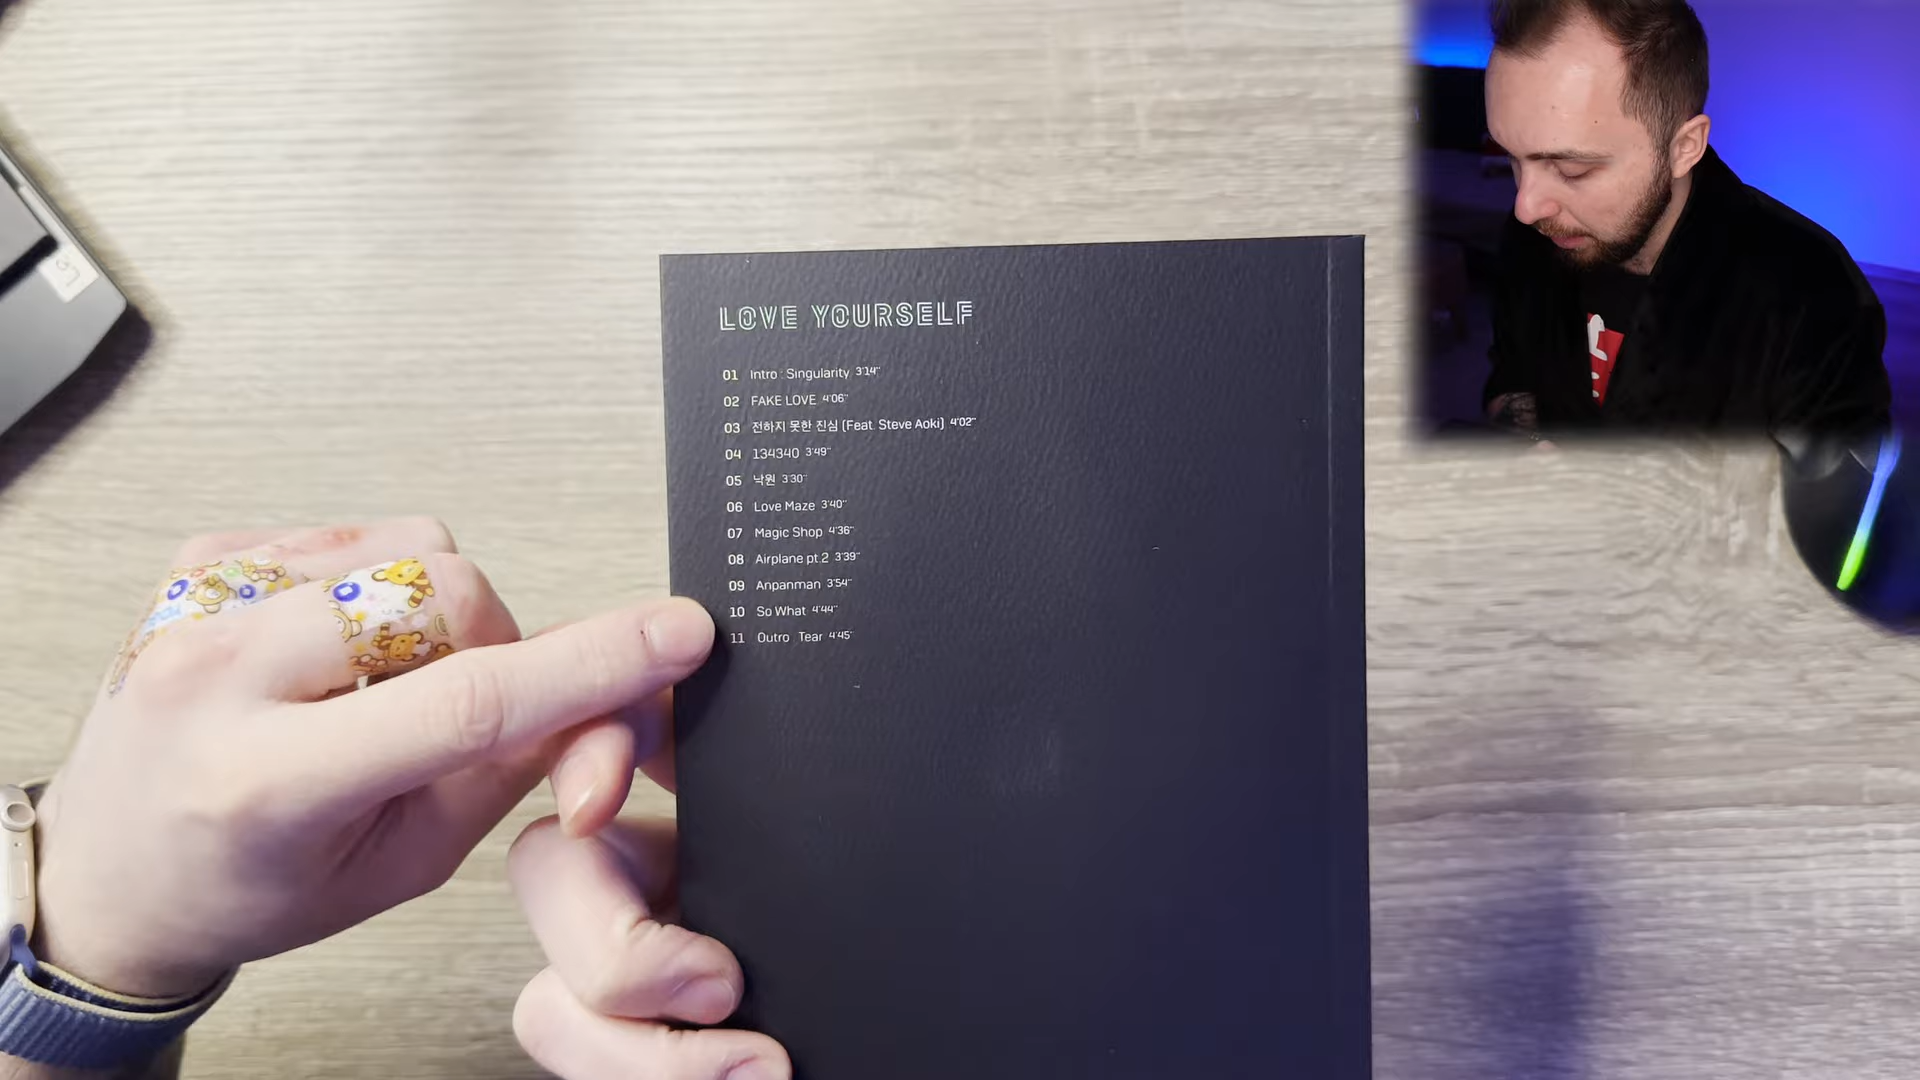 LOVE YOURSELF
01 Intro : Singularity 3'14"
02 FAKE LOVE 4'06"
03 전하지 못한 진심 (Feat. Steve Aoki) 4'02"
04 134340 3'49"
05 낙원 3'30"
06 Love Maze 3'40"
07 Magic Shop 4'36"
08 Airplane pt.2 3'39"
09 Anpanman 3'54"
10 So What 4'44"
11 Outro : Tear 4'45"